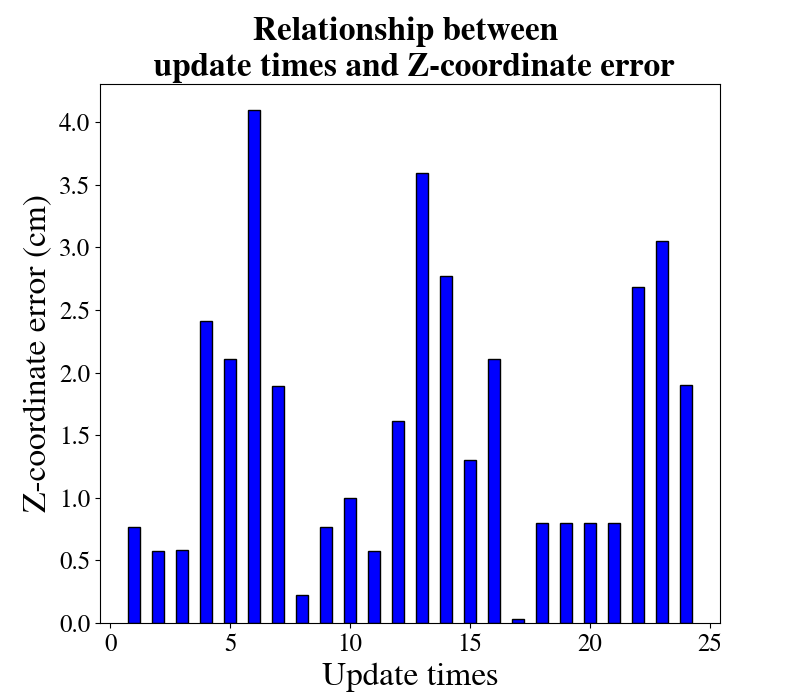 Relationship between
update times and Z-coordinate error
Z-coordinate error (cm)
4.0
3.5
3.0
2.5
2.0
1.5
1.0
0.5
0.0
0 5 10 15 20 25
Update times